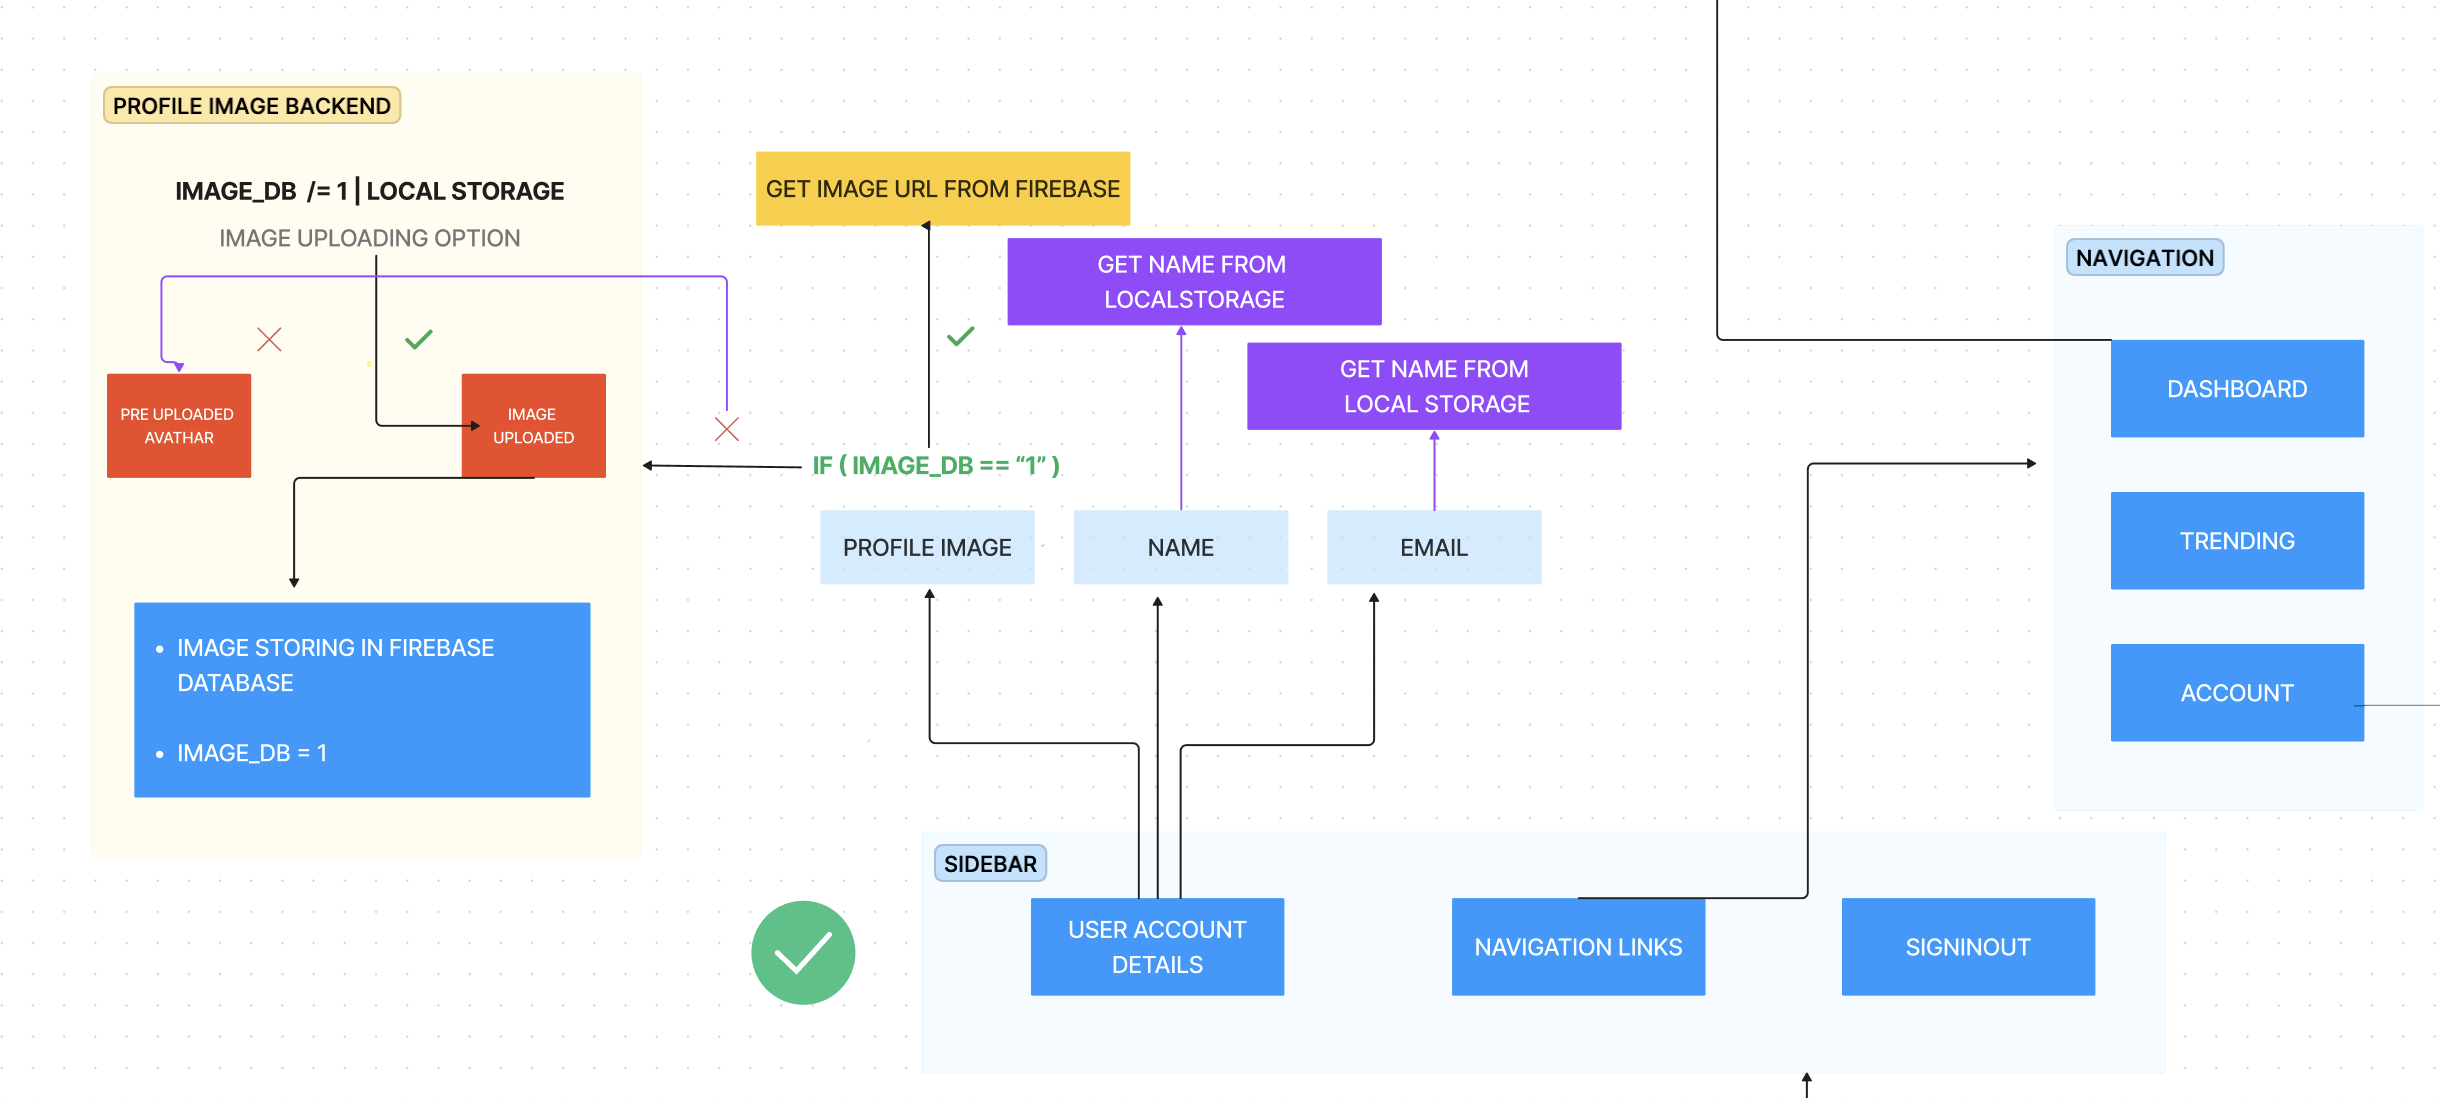 PROFILE IMAGE BACKEND
IMAGE_DB /= 1 | LOCAL STORAGE
IMAGE UPLOADING OPTION
PRE UPLOADED
AVATHAR
IMAGE
UPLOADED
• IMAGE STORING IN FIREBASE
DATABASE
• IMAGE_DB = 1
GET IMAGE URL FROM FIREBASE
GET NAME FROM
LOCALSTORAGE
GET NAME FROM
LOCAL STORAGE
IF ( IMAGE_DB == “1” )
PROFILE IMAGE
NAME
EMAIL
NAVIGATION
DASHBOARD
TRENDING
ACCOUNT
SIDEBAR
USER ACCOUNT
DETAILS
NAVIGATION LINKS
SIGNINOUT